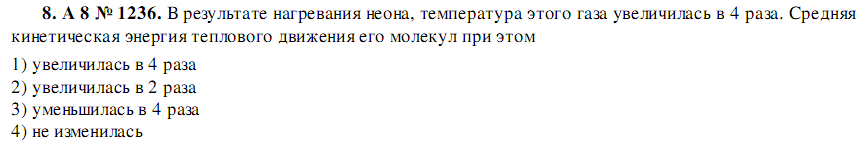 8. А 8 № 1236. В результате нагревания неона, температура этого газа увеличилась в 4 раза. Средняя
кинетическая энергия теплового движения его молекул при этом
1) увеличилась в 4 раза
2) увеличилась в 2 раза
3) уменьшилась в 4 раза
4) не изменилась